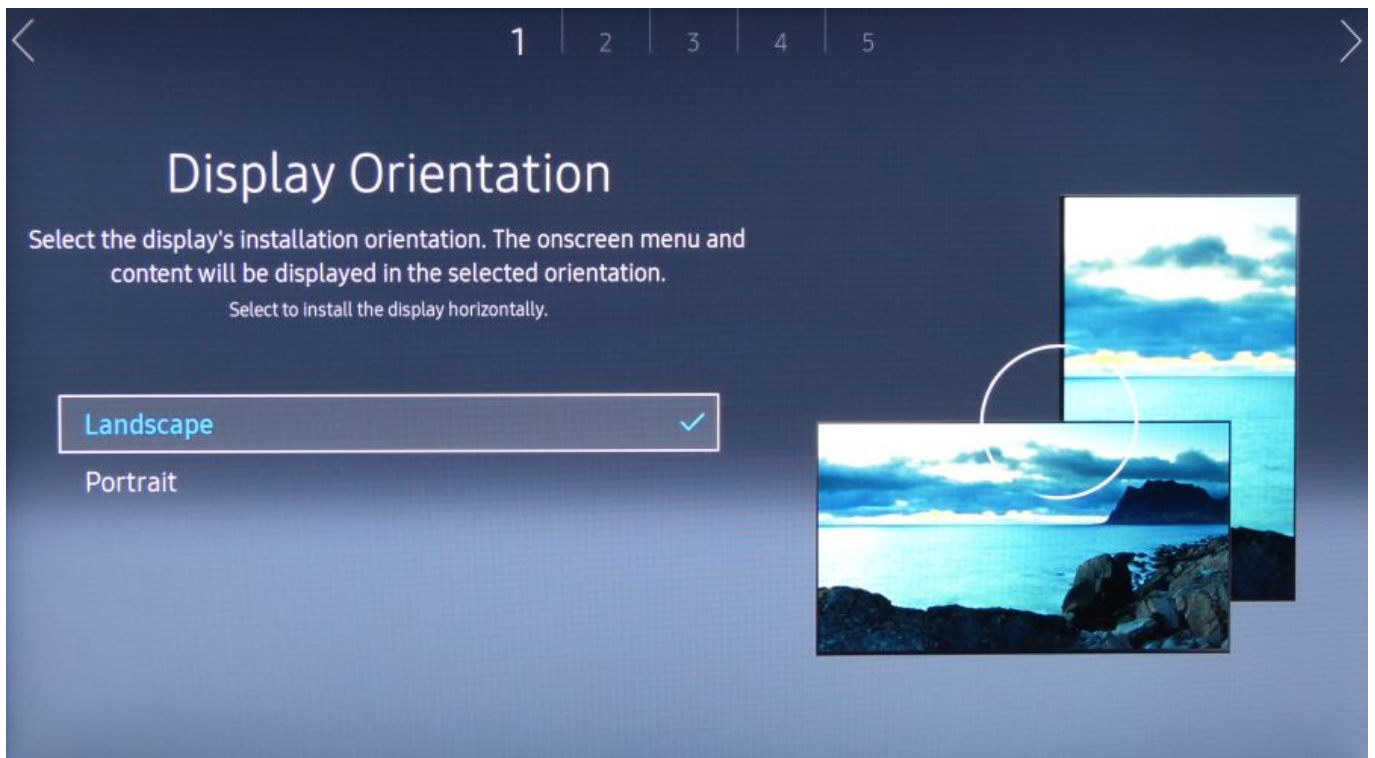 1 2 3 4 5
Display Orientation
Select the display's installation orientation. The onscreen menu and
content will be displayed in the selected orientation.
Select to install the display horizontally.
Landscape
Portrait